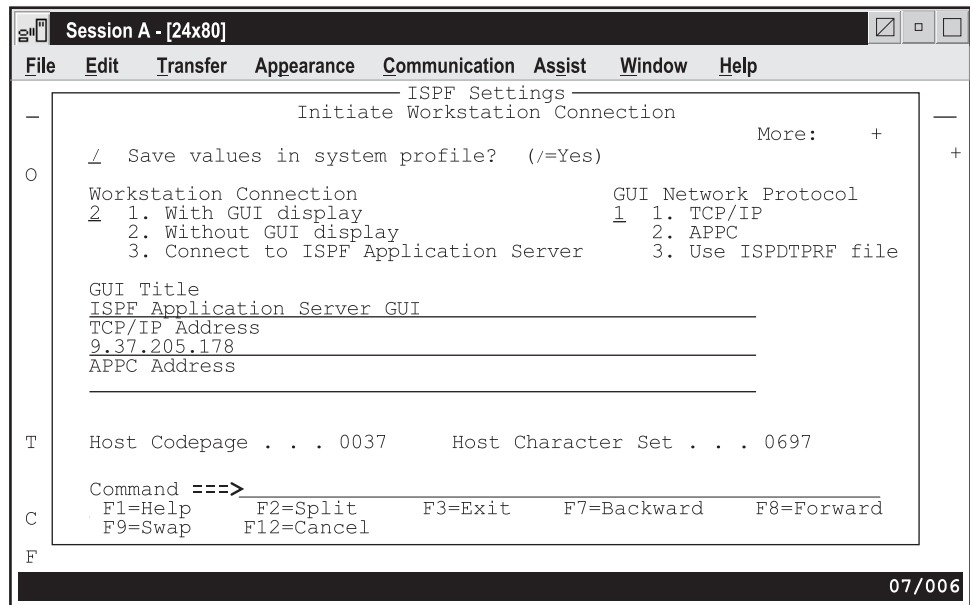 Session A - [24x80]
File Edit Transfer Appearance Communication Assist Window Help
ISPF Settings
Initiate Workstation Connection
More: +
+
/ Save values in system profile? (/=Yes)
O
Workstation Connection GUI Network Protocol
2 1. With GUI display 1 1. TCP/IP
2. Without GUI display 2. APPC
3. Connect to ISPF Application Server 3. Use ISPDTPRF file
GUI Title
ISPF Application Server GUI
TCP/IP Address
9.37.205.178
APPC Address
T Host Codepage . . . 0037 Host Character Set . . . 0697
Command ===>
F1=Help F2=Split F3=Exit F7=Backward F8=Forward
C
F9=Swap F12=Cancel
F
07/006